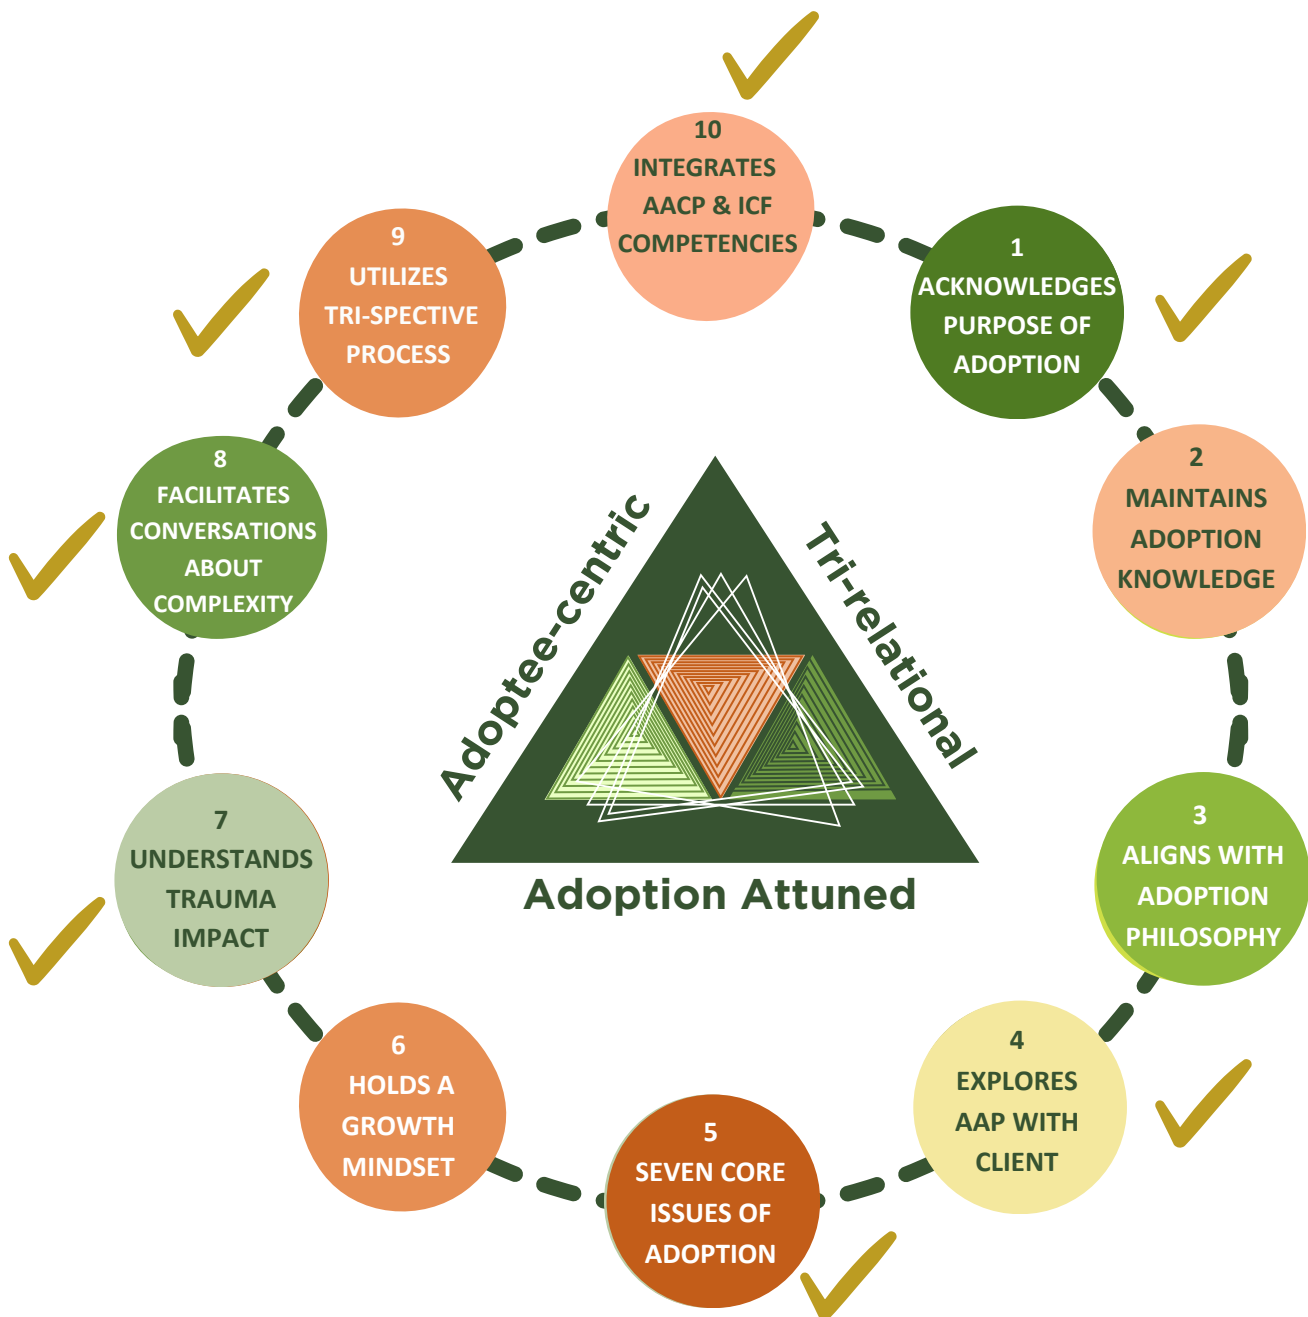 10
INTEGRATES
AACP & ICF
COMPETENCIES
1
ACKNOWLEDGES
PURPOSE OF
ADOPTION
2
MAINTAINS
ADOPTION
KNOWLEDGE
3
ALIGNS WITH
ADOPTION
PHILOSOPHY
4
EXPLORES
AAP WITH
CLIENT
5
SEVEN CORE
ISSUES OF
ADOPTION
6
HOLDS A
GROWTH
MINDSET
7
UNDERSTANDS
TRAUMA
IMPACT
8
FACILITATES
CONVERSATIONS
ABOUT
COMPLEXITY
9
UTILIZES
TRI-SPECTIVE
PROCESS
Adoptee-centric
Tri-relational
Adoption Attuned